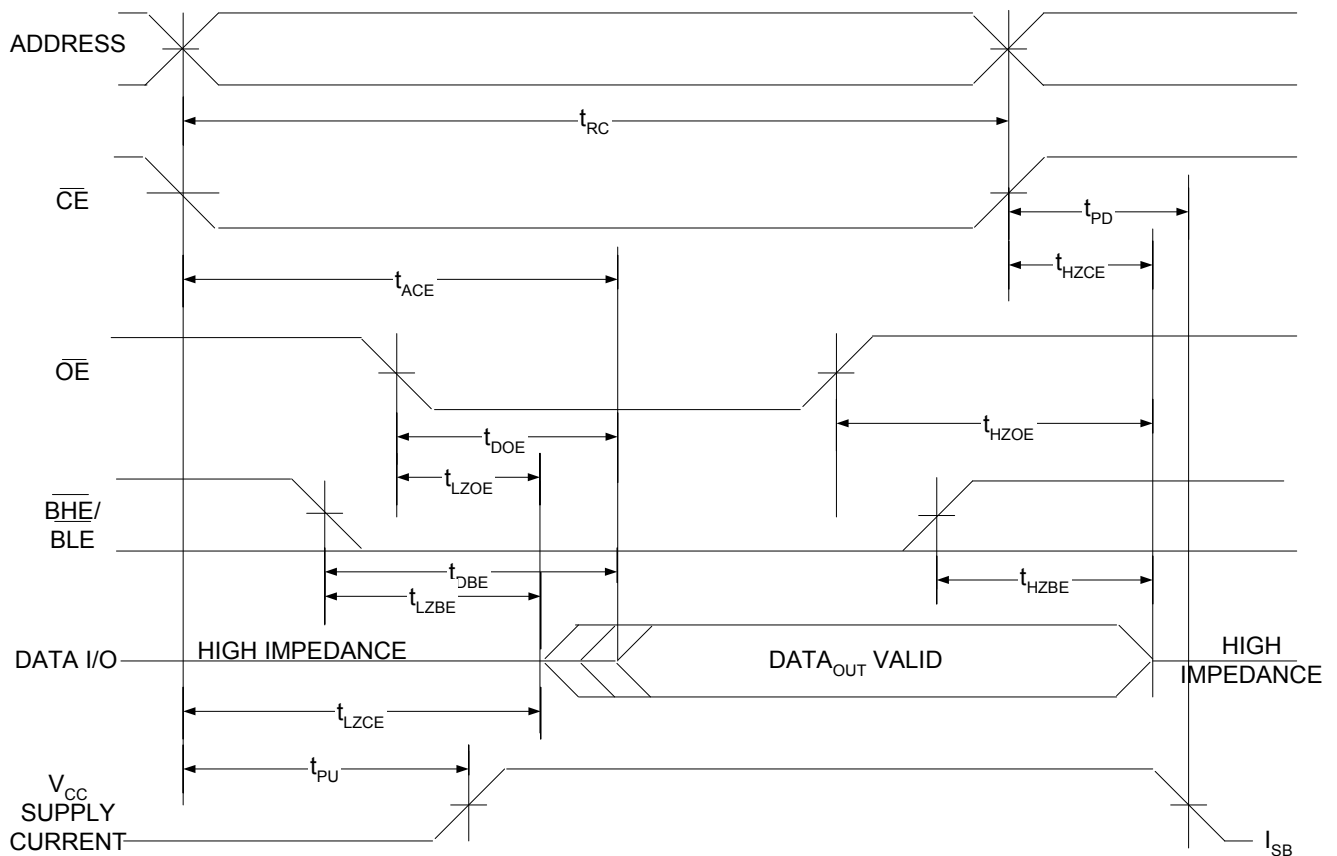 ADDRESS
tRC
CE
tPD
tHZCE
tACE
OE
tHZOE
tDOE
tLZOE
BHE/
BLE
tDBE
tHZBE
tLZBE
DATA I/O
HIGH IMPEDANCE
DATAOUT VALID
HIGH
IMPEDANCE
tLZCE
tPU
VCC
SUPPLY
CURRENT
ISB